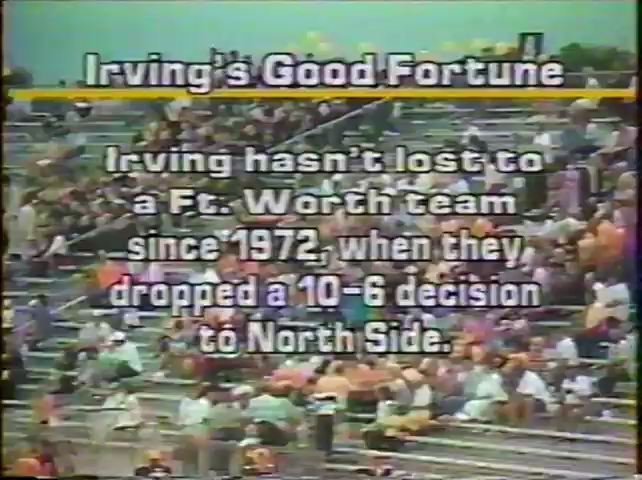 Irving's Good Fortune
Irving hasn't lost to
a Ft. Worth team
since 1972, when they
dropped a 10-6 decision
to North Side.